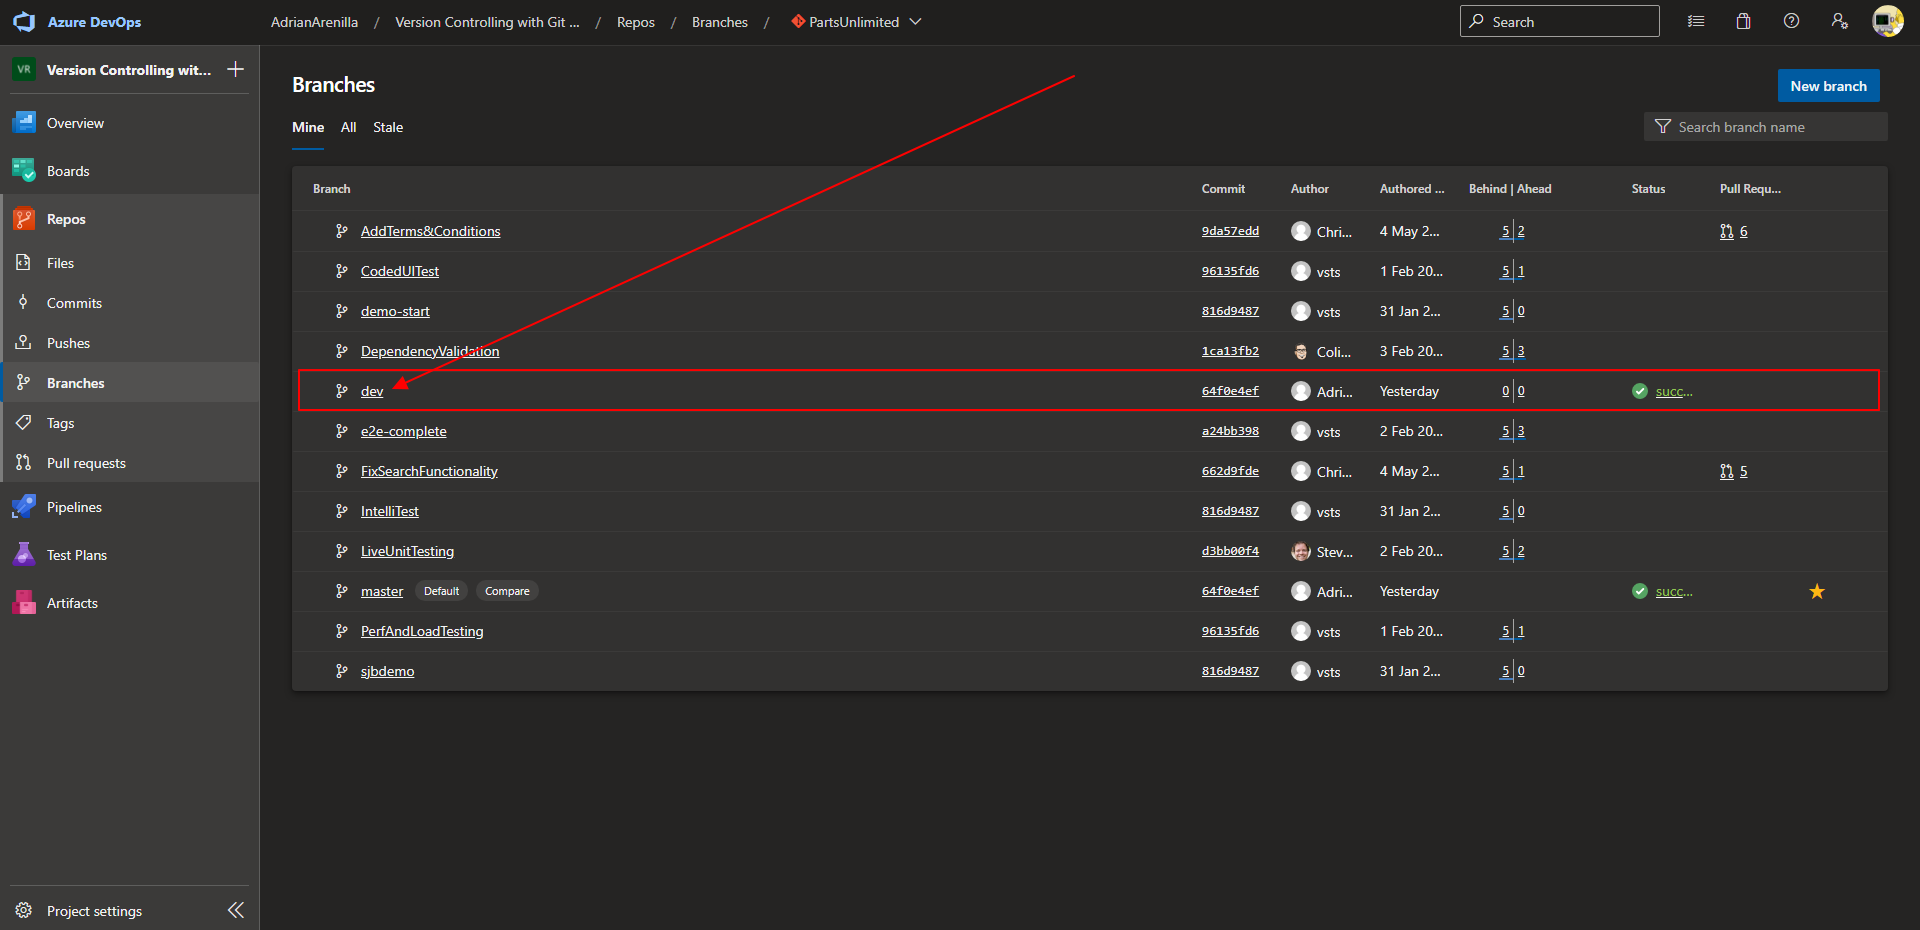 Azure DevOps
AdrianArenilla / Version Controlling with Git ... / Repos / Branches / PartsUnlimited
Search
VR Version Controlling wit...
Overview
Boards
Repos
Files
Commits
Pushes
Branches
Tags
Pull requests
Pipelines
Test Plans
Artifacts
Project settings
Branches
New branch
Mine All Stale
Search branch name
Branch Commit Author Authored ... Behind | Ahead Status Pull Requ...
AddTerms&Conditions 9da57edd Chri... 4 May 2... 5 2 6
CodedUITest 96135fd6 vsts 1 Feb 20... 5 1
demo-start 816d9487 vsts 31 Jan 2... 5 0
DependencyValidation 1ca13fb2 Coli... 3 Feb 20... 5 3
dev 64f0e4ef Adri... Yesterday 0 0 succ...
e2e-complete a24bb398 vsts 2 Feb 20... 5 3
FixSearchFunctionality 662d9fde Chri... 4 May 2... 5 1 5
IntelliTest 816d9487 vsts 31 Jan 2... 5 0
LiveUnitTesting d3bb00f4 Stev... 2 Feb 20... 5 2
master Default Compare 64f0e4ef Adri... Yesterday succ...
PerfAndLoadTesting 96135fd6 vsts 1 Feb 20... 5 1
sjbdemo 816d9487 vsts 31 Jan 2... 5 0